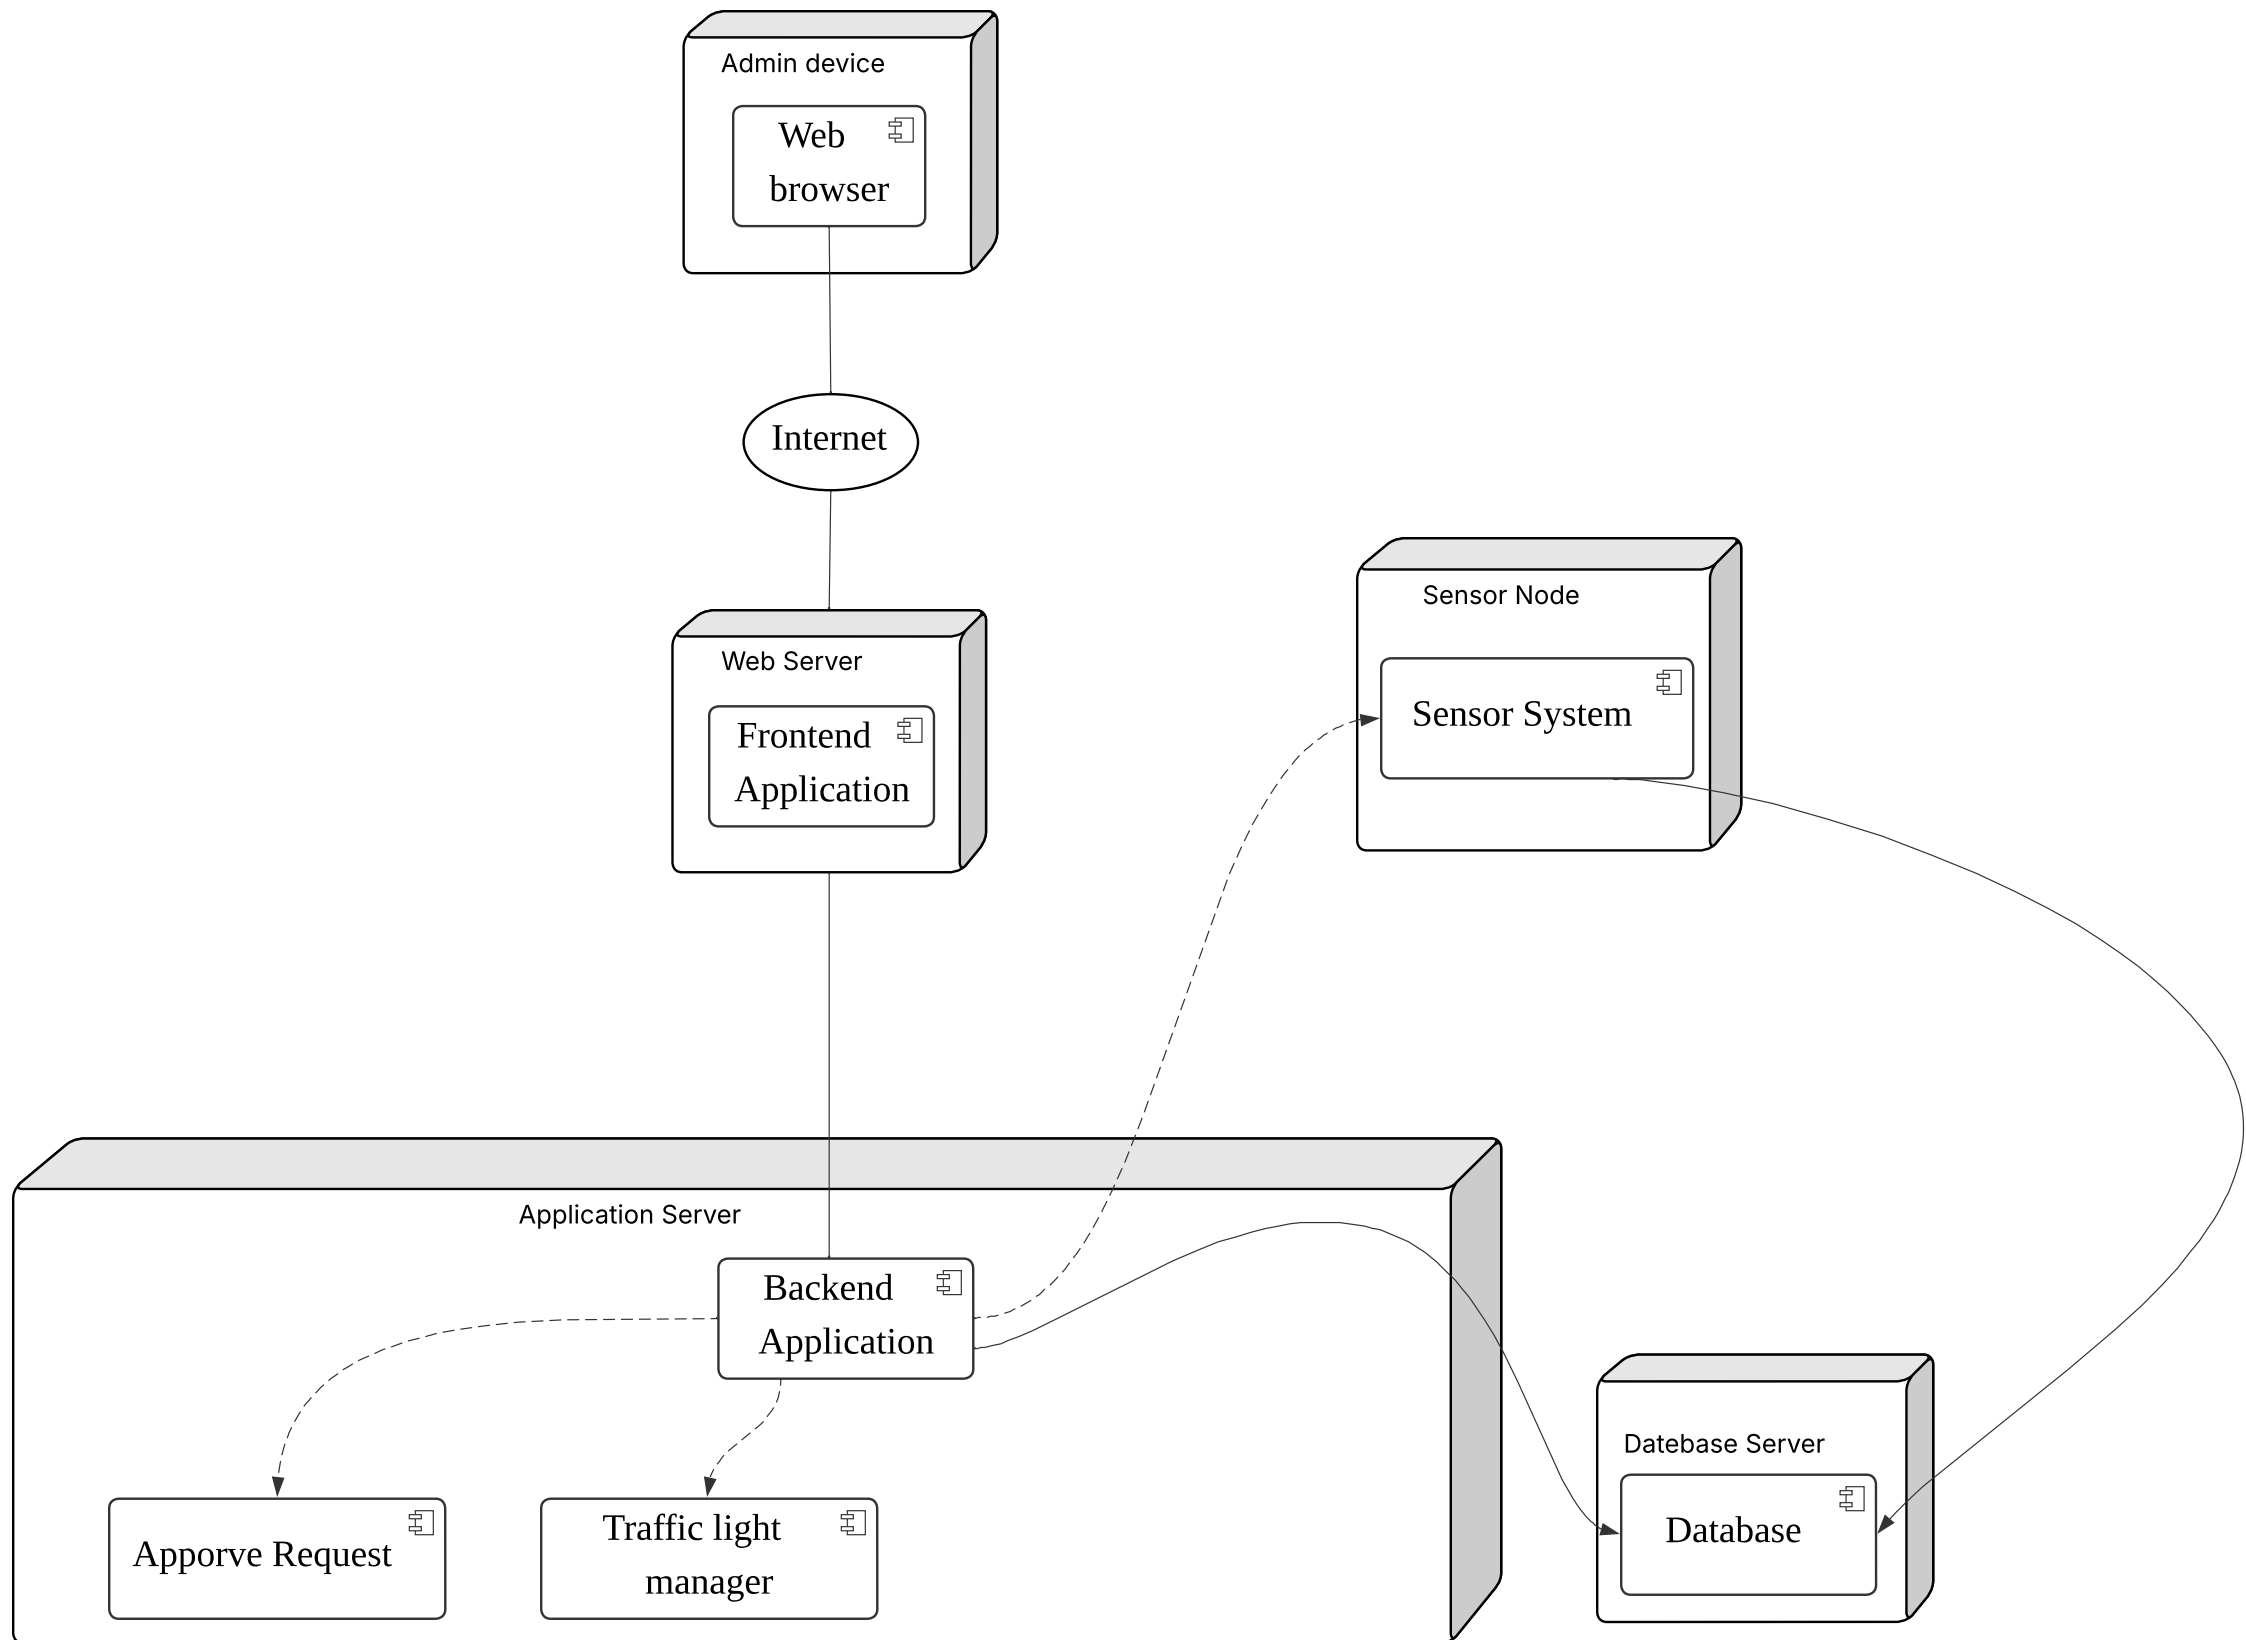 Admin device
Web
browser
Internet
Sensor Node
Sensor System
Web Server
Frontend
Application
Application Server
Backend
Application
Apporve Request
Traffic light
manager
Datebase Server
Database